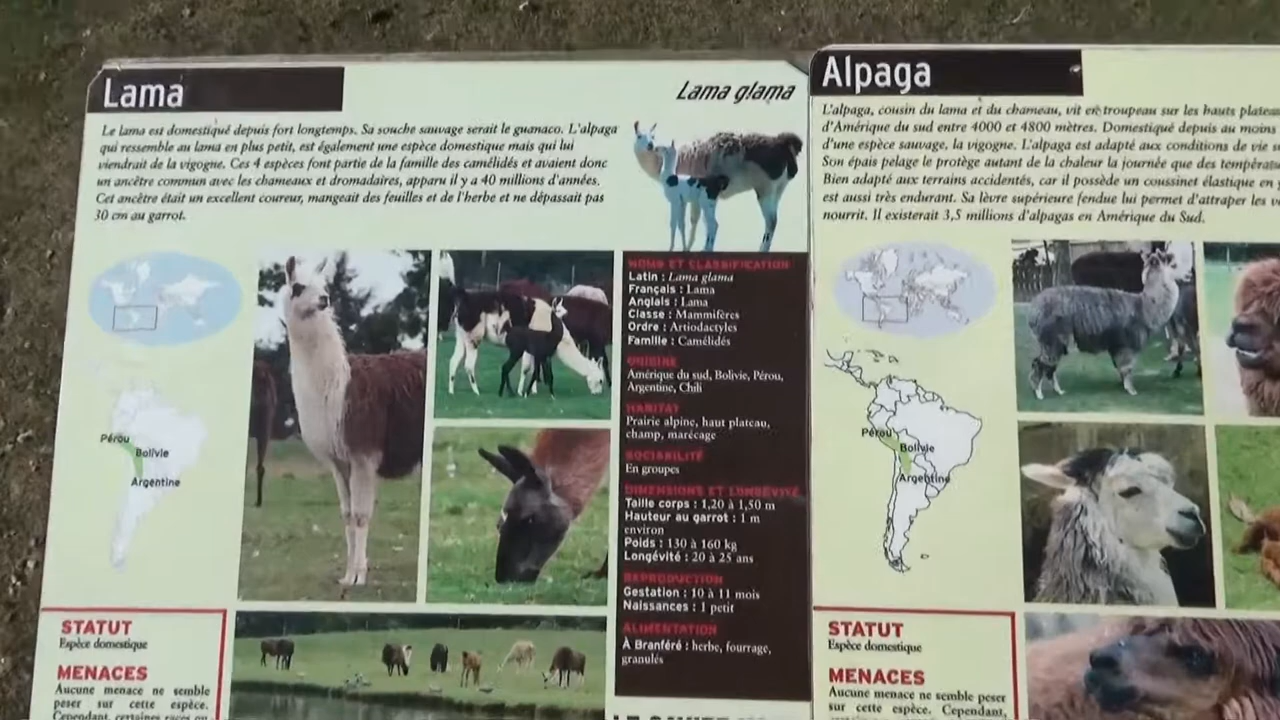 Lama
Lama glama
Le lama est domestiqué depuis fort longtemps. Sa souche sauvage serait le guanaco. L'alpaga
qui ressemble au lama en plus petit, est également une espèce domestique mais qui lui
viendrait de la vigogne. Ces 4 espèces font partie de la famille des camélidés et avaient donc
un ancêtre commun avec les chameaux et dromadaires, apparu il y a 40 millions d'années.
Cet ancêtre était un excellent coureur, mangeait des feuilles et de l'herbe et ne dépassait pas
30 cm au garrot.
Pérou
Bolivie
Argentine
NOMS ET CLASSIFICATION
Latin : Lama glama
Français : Lama
Anglais : Lama
Classe : Mammifères
Ordre : Artiodactyles
Famille : Camélidés
ORIGINE
Amérique du sud, Bolivie, Pérou,
Argentine, Chili
HABITAT
Prairie alpine, haut plateau,
champ, marécage
SOCIABILITÉ
En groupes
DIMENSIONS ET LONGÉVITÉ
Taille corps : 1,20 à 1,50 m
Hauteur au garrot : 1 m
environ
Poids : 130 à 160 kg
Longévité : 20 à 25 ans
REPRODUCTION
Gestation : 10 à 11 mois
Naissances : 1 petit
ALIMENTATION
À Branféré : herbe, fourrage,
granulés
STATUT
Espèce domestique
MENACES
Aucune menace ne semble
peser sur cette espèce.
Cependant, certaines races ou
Alpaga
L'alpaga, cousin du lama et du chameau, vit en troupeau sur les hauts
d'Amérique du sud entre 4000 et 4800 mètres. Domestiqué depuis au moins
d'une espèce sauvage, la vigogne. L'alpaga est adapté aux conditions de vie
Son épais pelage le protège autant de la chaleur la journée que des
Bien adapté aux terrains accidentés, car il possède un coussinet élastique en
est aussi très endurant. Sa lèvre supérieure fendue lui permet d'attraper les
nourrit. Il existerait 3,5 millions d'alpagas en Amérique du Sud.
Pérou
Bolivie
Argentine
STATUT
Espèce domestique
MENACES
Aucune menace ne semble peser
sur cette espèce. Cependant,